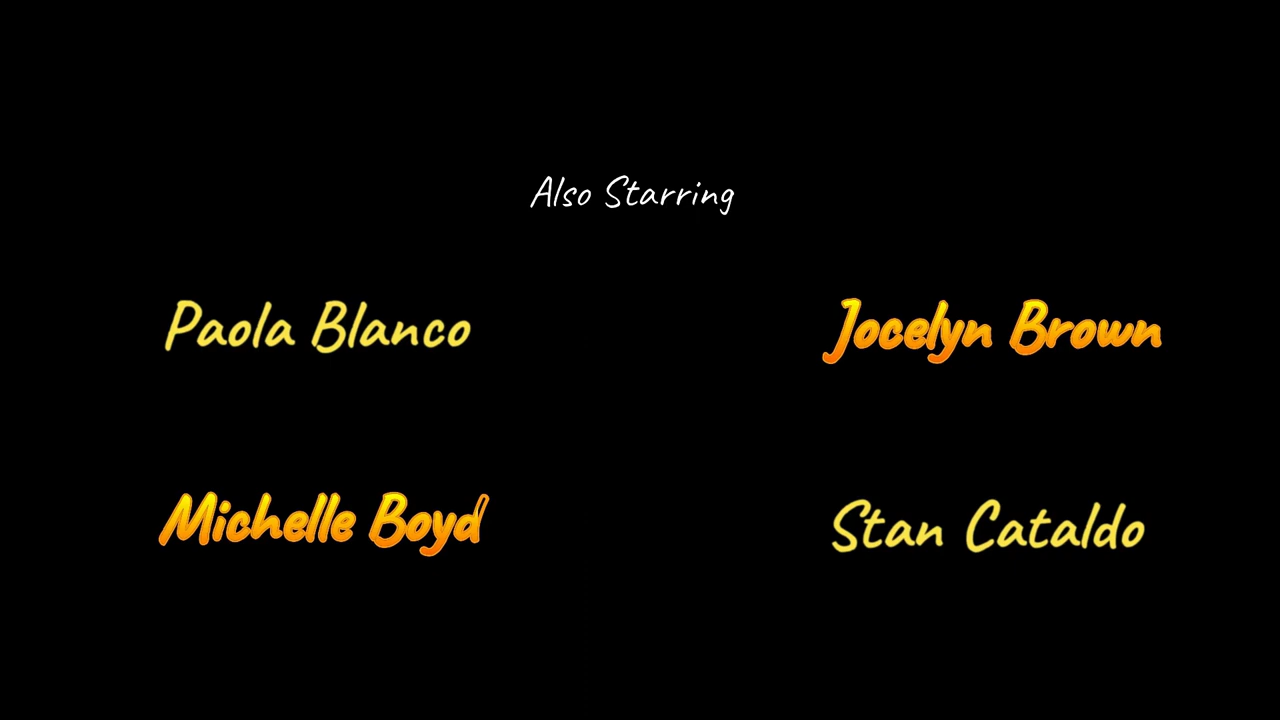 Also Starring
Paola Blanco
Jocelyn Brown
Michelle Boyd
Stan Cataldo